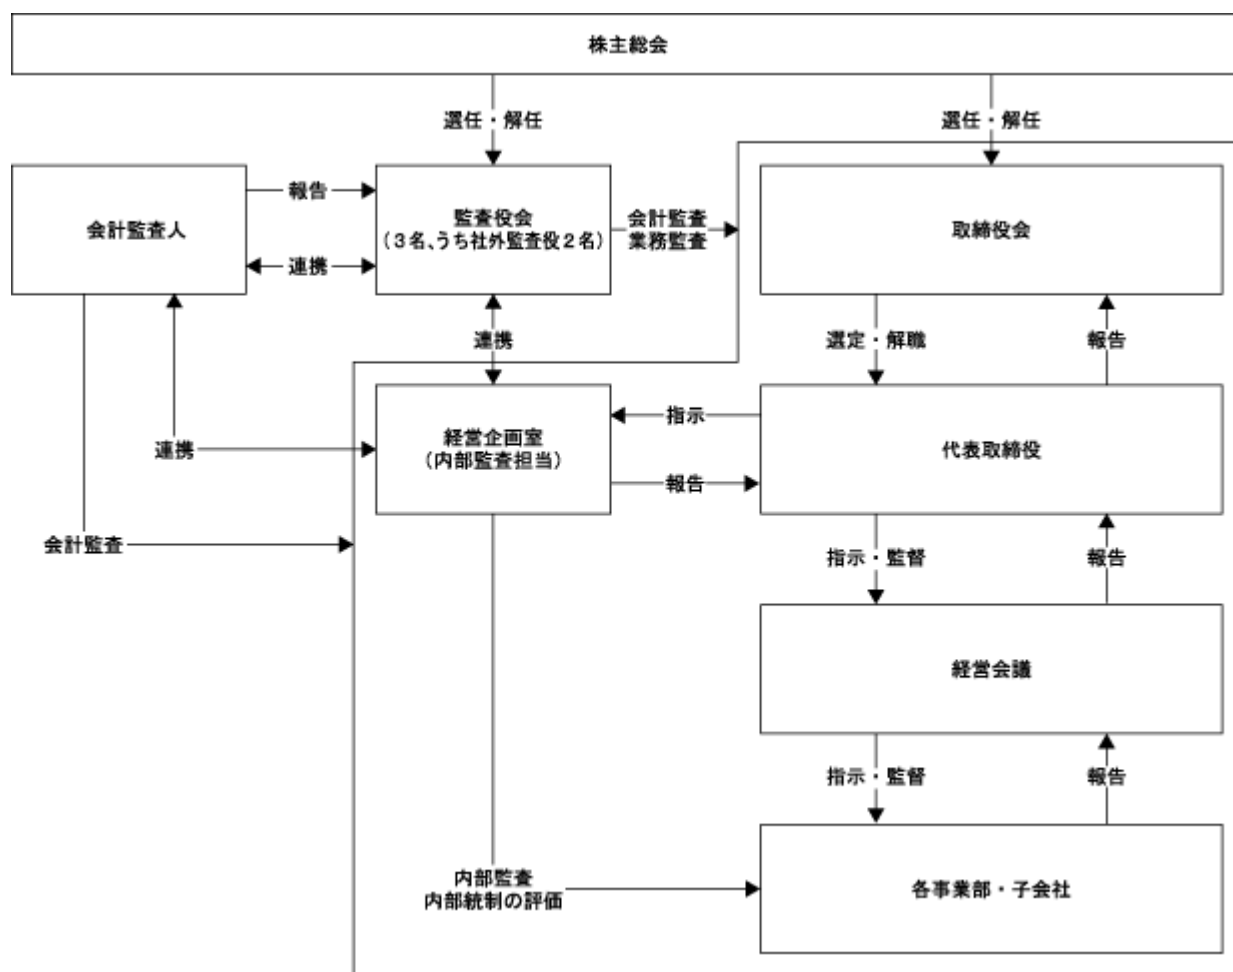 株主総会
選任・解任
選任・解任
会計監査人
報告
連携
監査役会
(３名、うち社外監査役２名)
会計監査
業務監査
取締役会
連携
選定・解職
報告
連携
経営企画室
(内部監査担当)
指示
報告
代表取締役
会計監査
指示・監督
報告
経営会議
指示・監督
報告
内部監査
内部統制の評価
各事業部・子会社